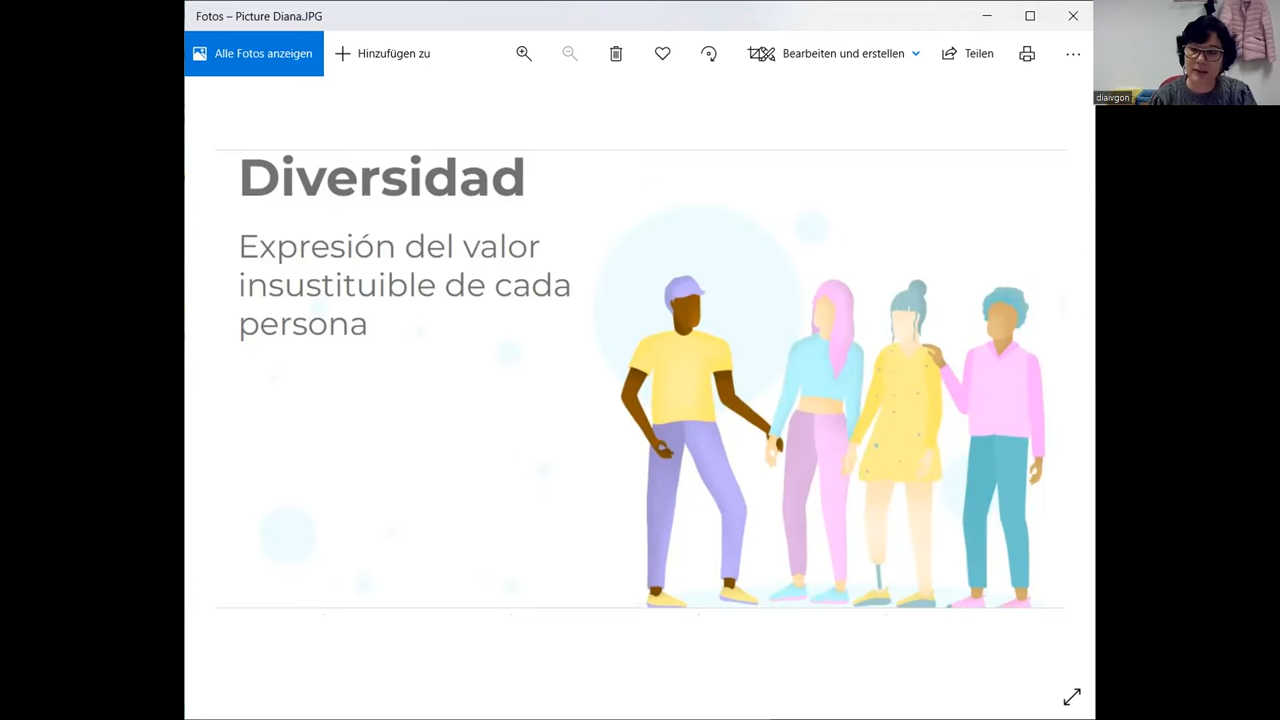 Fotos – Picture Diana.JPG
Alle Fotos anzeigen
Hinzufügen zu
Bearbeiten und erstellen
Teilen
diaivgon
Diversidad
Expresión del valor
insustituible de cada
persona